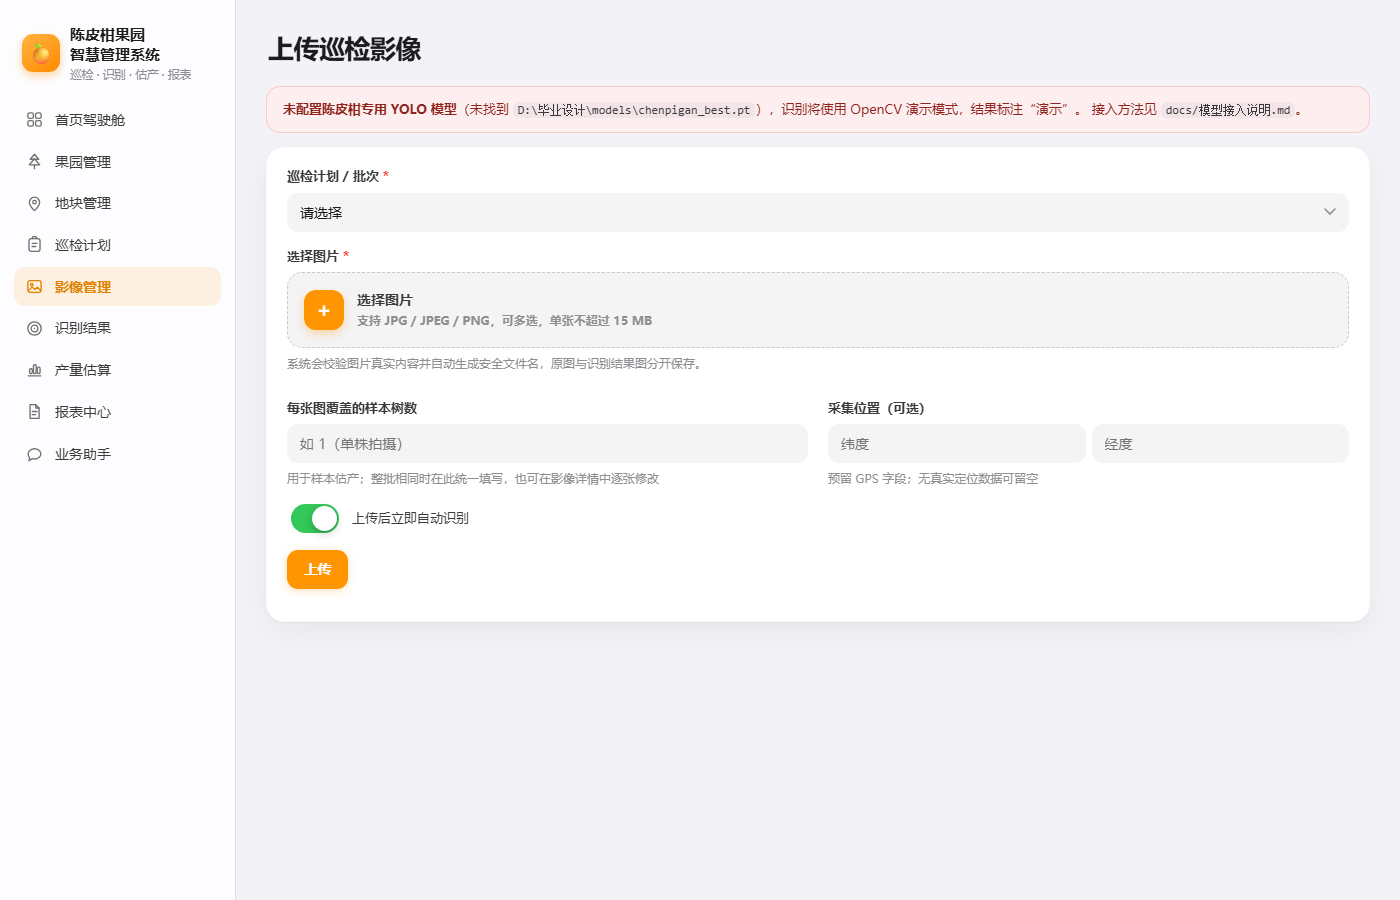 陈皮柑果园
智慧管理系统
巡检 · 识别 · 估产 · 报表
首页驾驶舱
果园管理
地块管理
巡检计划
影像管理
识别结果
产量估算
报表中心
业务助手
上传巡检影像
未配置陈皮柑专用 YOLO 模型（未找到 D:\毕业设计\models\chenpigan_best.pt），识别将使用 OpenCV 演示模式，结果标注“演示”。 接入方法见 docs/模型接入说明.md。
巡检计划 / 批次 *
请选择
选择图片 *
+
选择图片
支持 JPG / JPEG / PNG，可多选，单张不超过 15 MB
系统会校验图片真实内容并自动生成安全文件名，原图与识别结果图分开保存。
每张图覆盖的样本树数
如 1（单株拍摄）
用于样本估产；整批相同时在此统一填写，也可在影像详情中逐张修改
采集位置（可选）
纬度
经度
预留 GPS 字段；无真实定位数据可留空
上传后立即自动识别
上传